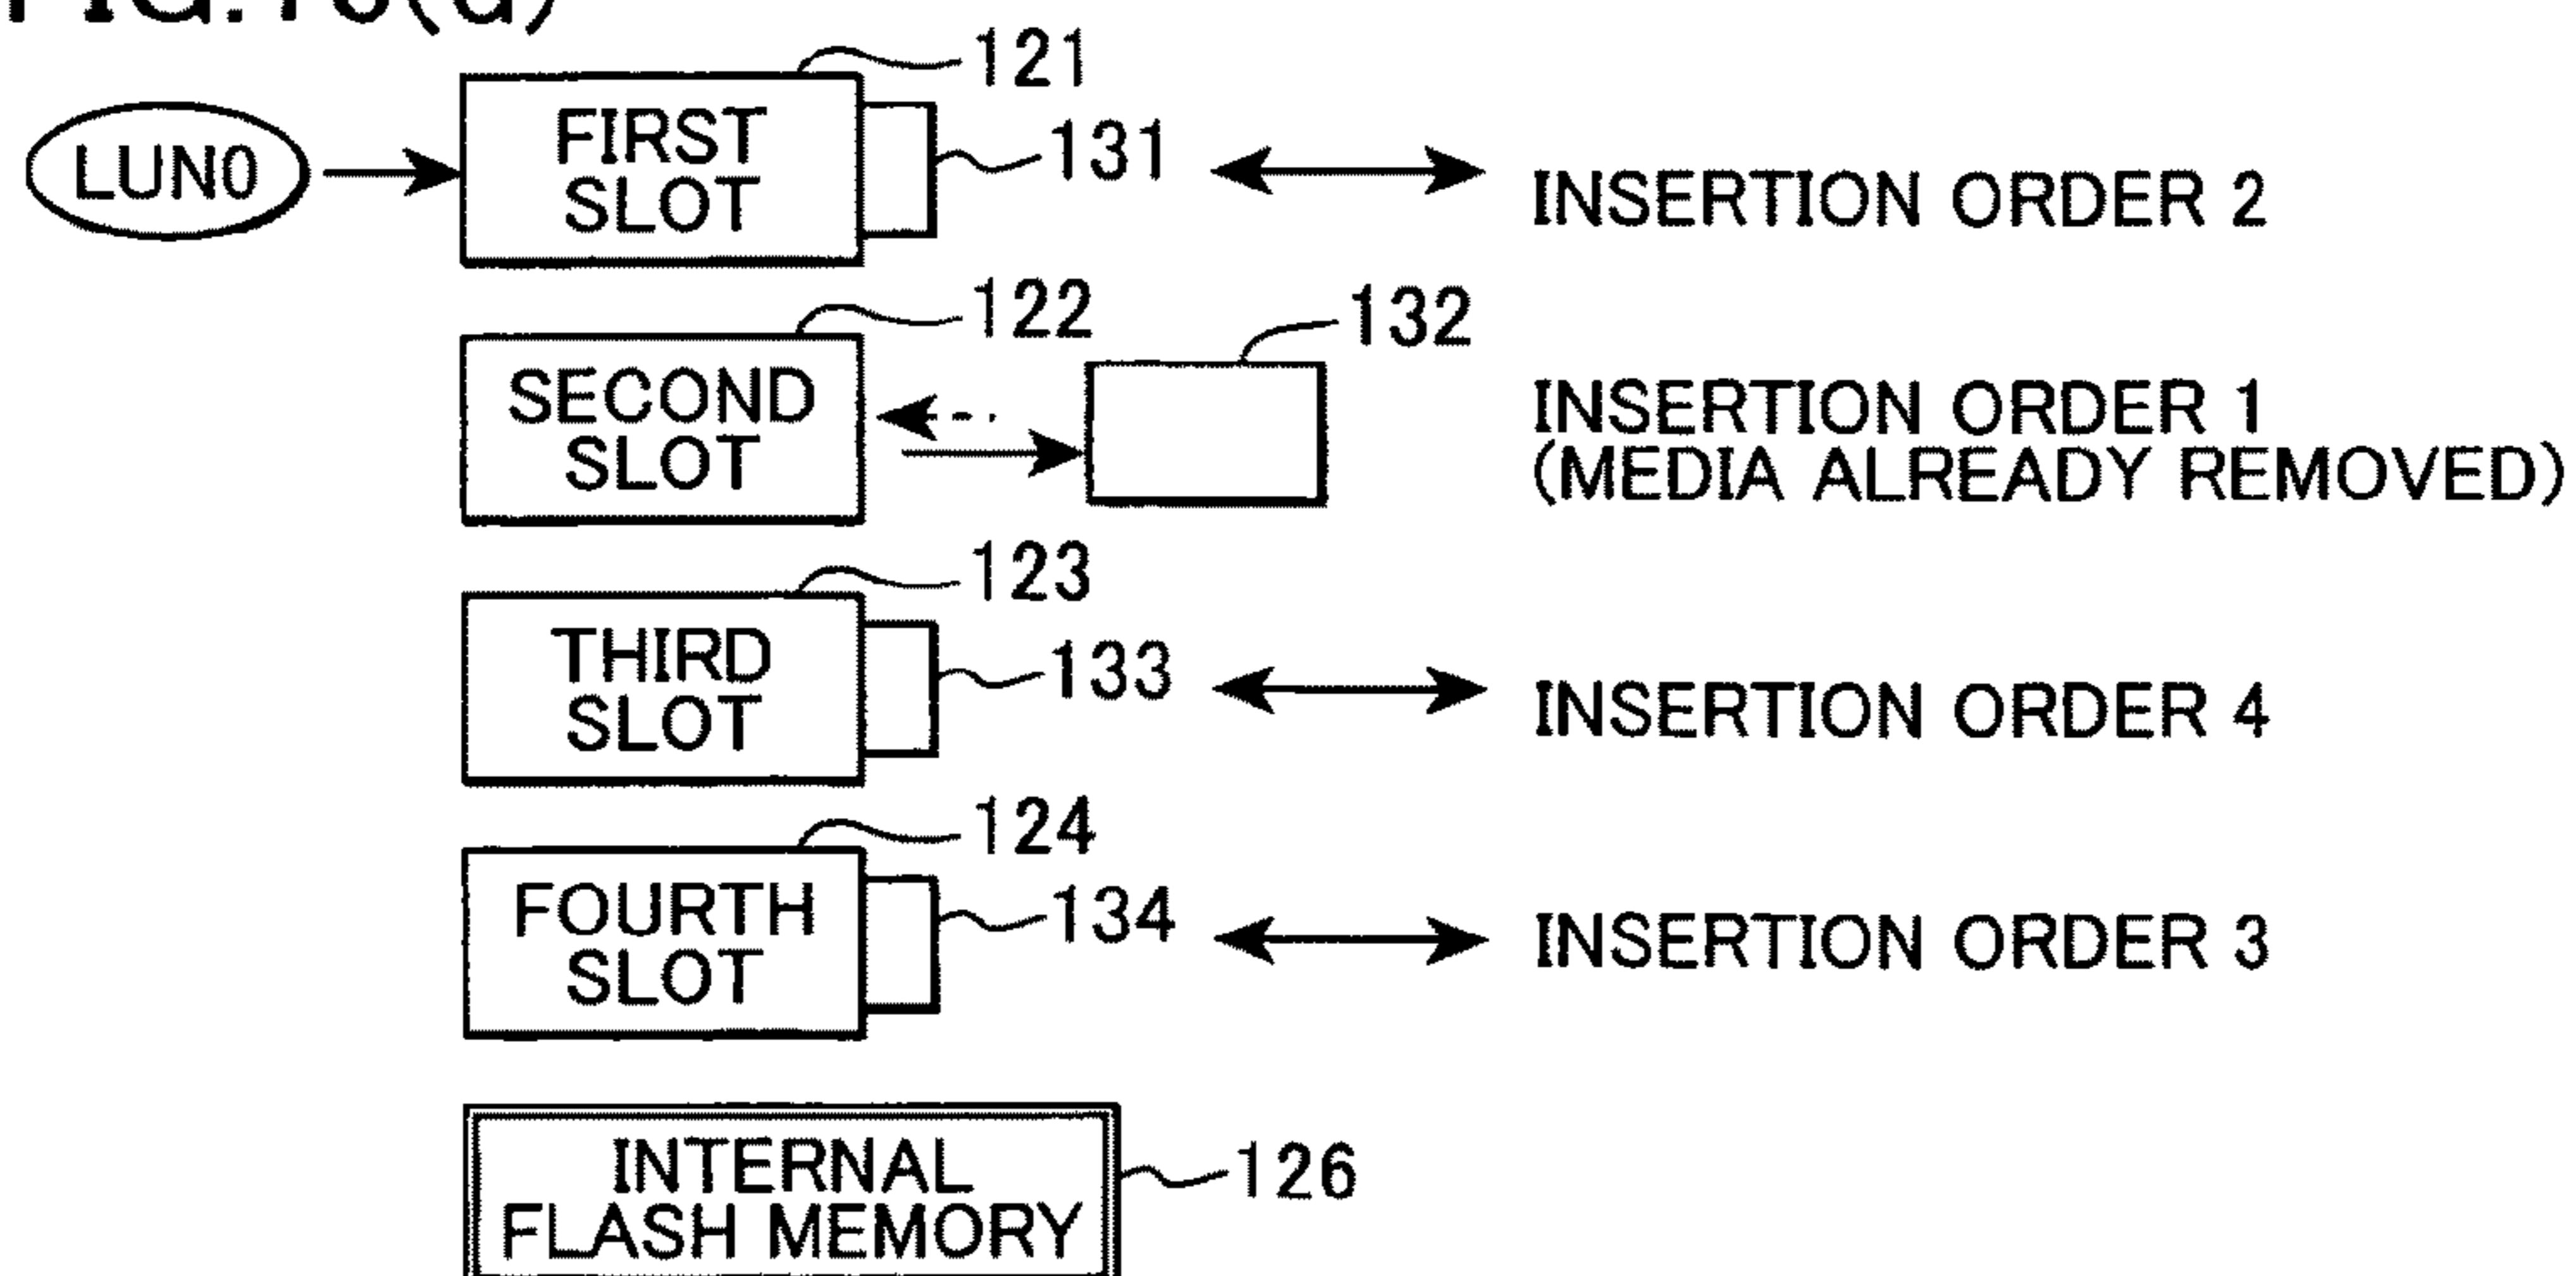 121
LUN0
FIRST
SLOT
131
INSERTION ORDER 2
122
132
SECOND
SLOT
INSERTION ORDER 1
(MEDIA ALREADY REMOVED)
123
THIRD
SLOT
133
INSERTION ORDER 4
124
FOURTH
SLOT
134
INSERTION ORDER 3
INTERNAL
FLASH MEMORY
126